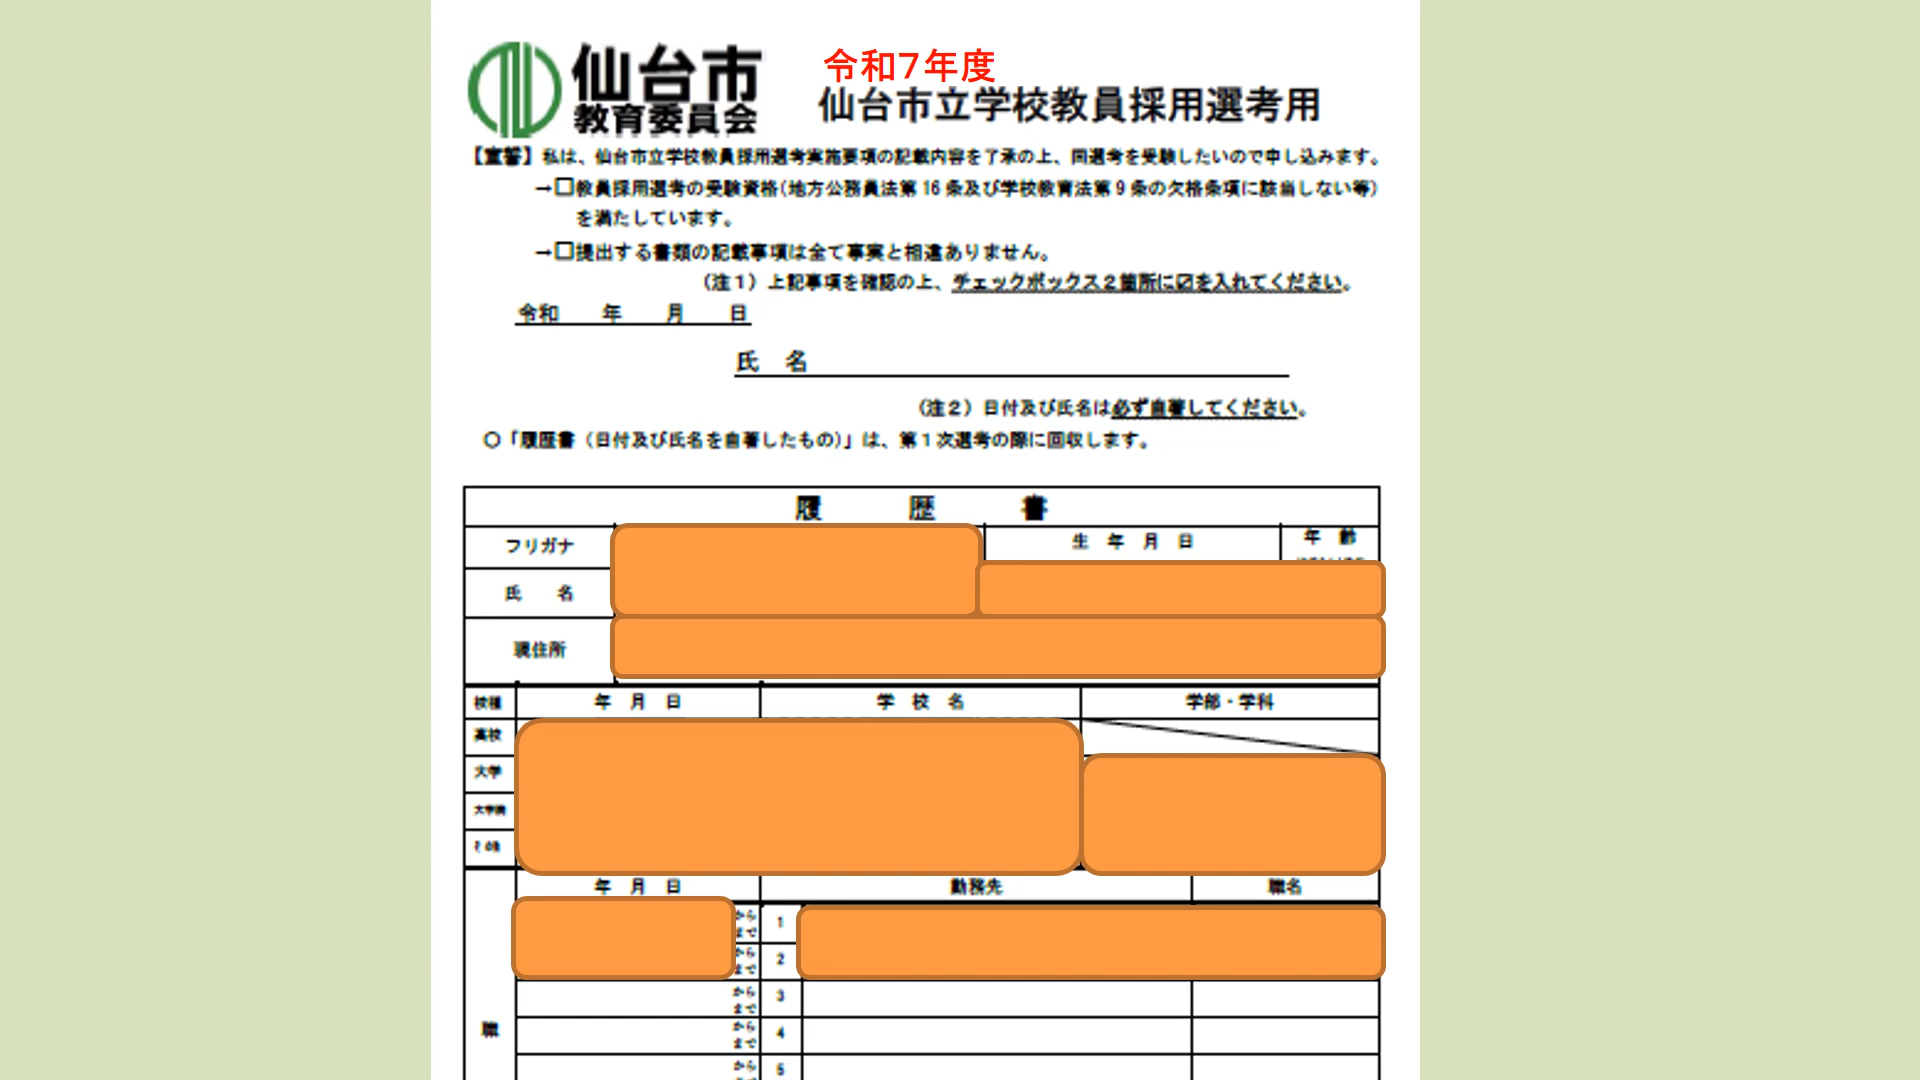 仙台市
教育委員会
令和7年度
仙台市立学校教員採用選考用
【宣誓】私は、仙台市立学校教員採用選考実施要項の記載内容を了承の上、同選考を受験したいので申し込みます。
→□教員採用選考の受験資格(地方公務員法第16条及び学校教育法第9条の欠格条項に該当しない等)
を満たしています。
→□提出する書類の記載事項は全て事実と相違ありません。
(注1)上記事項を確認の上、チェックボックス2箇所に☑を入れてください。
令和 年 月 日
氏 名
(注2)日付及び氏名は必ず自署してください。
○「履歴書(日付及び氏名を自署したもの)」は、第1次選考の際に回収します。
履 歴 書
フリガナ 生 年 月 日 年 齢
氏 名
現住所
校種 年 月 日 学 校 名 学部・学科
高校
大学
大学院
その他
年 月 日 勤務先 職名
から
まで
1
から
まで
2
から
まで
3
から
まで
4
から
5
職